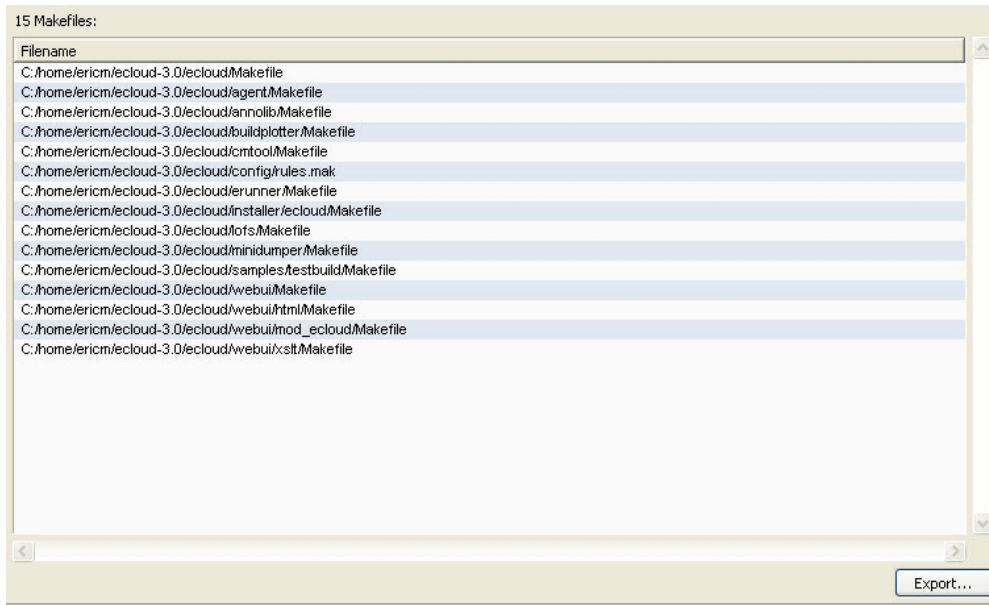 15 Makefiles:
Filename
C:/home/ericm/ecloud-3.0/ecloud/Makefile
C:/home/ericm/ecloud-3.0/ecloud/agent/Makefile
C:/home/ericm/ecloud-3.0/ecloud/annolib/Makefile
C:/home/ericm/ecloud-3.0/ecloud/buildplotter/Makefile
C:/home/ericm/ecloud-3.0/ecloud/cmtool/Makefile
C:/home/ericm/ecloud-3.0/ecloud/config/rules.mak
C:/home/ericm/ecloud-3.0/ecloud/erunner/Makefile
C:/home/ericm/ecloud-3.0/ecloud/installer/ecloud/Makefile
C:/home/ericm/ecloud-3.0/ecloud/lofs/Makefile
C:/home/ericm/ecloud-3.0/ecloud/minidumper/Makefile
C:/home/ericm/ecloud-3.0/ecloud/samples/testbuild/Makefile
C:/home/ericm/ecloud-3.0/ecloud/webui/Makefile
C:/home/ericm/ecloud-3.0/ecloud/webui/html/Makefile
C:/home/ericm/ecloud-3.0/ecloud/webui/mod_ecloud/Makefile
C:/home/ericm/ecloud-3.0/ecloud/webui/xslt/Makefile
Export...